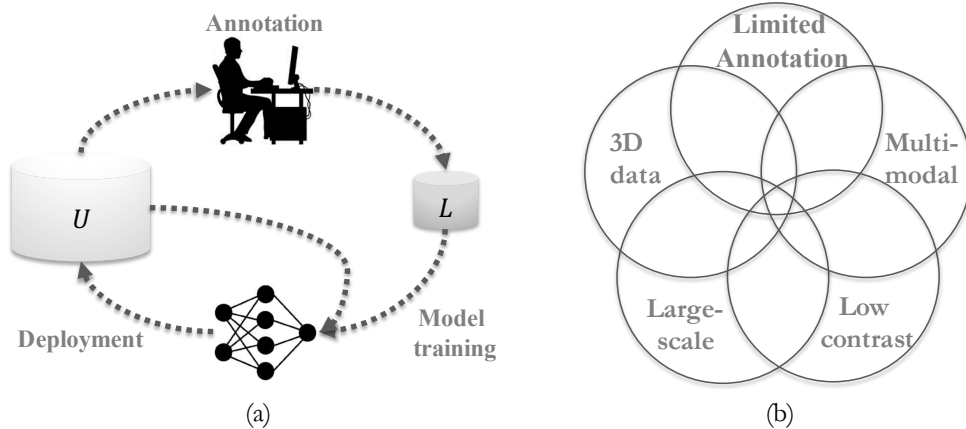 Annotation
U
L
Deployment
Model
training
(a)
Limited
Annotation
3D
data
Multi-
modal
Large-
scale
Low
contrast
(b)